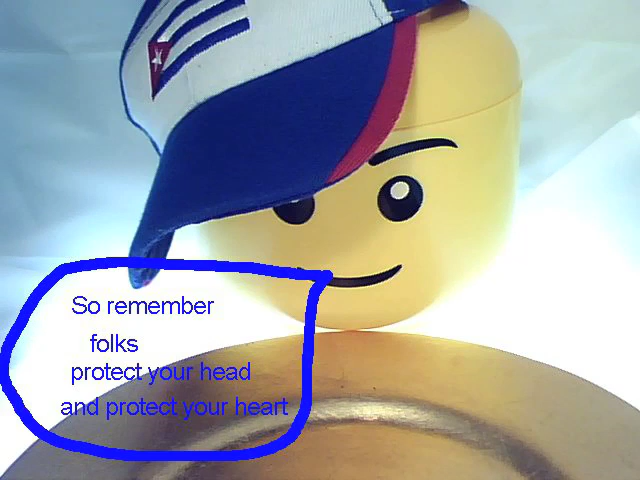 So remember
folks
protect your head
and protect your heart